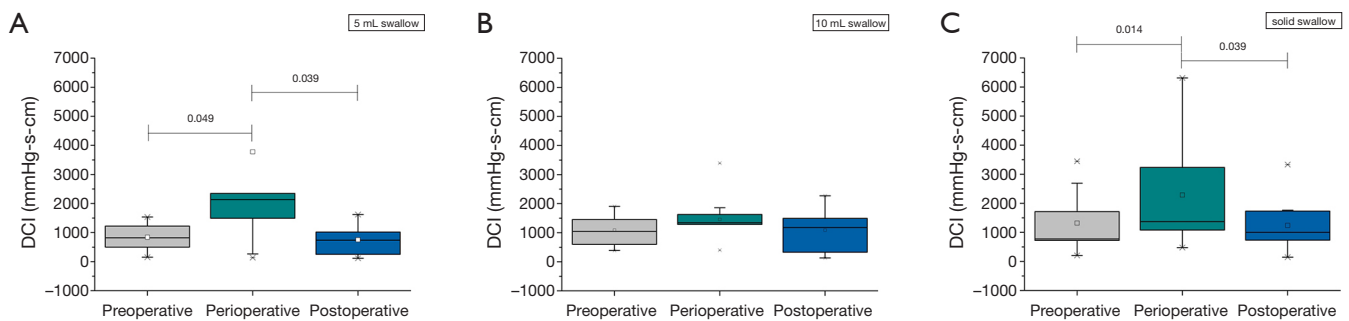 A
5 mL swallow
7000
6000
5000
4000
3000
2000
1000
0
–1000
DCI (mmHg-s-cm)
0.049
0.039
Preoperative Perioperative Postoperative
B
10 mL swallow
7000
6000
5000
4000
3000
2000
1000
0
–1000
DCI (mmHg-s-cm)
Preoperative Perioperative Postoperative
C
solid swallow
7000
6000
5000
4000
3000
2000
1000
0
–1000
DCI (mmHg-s-cm)
0.014
0.039
Preoperative Perioperative Postoperative